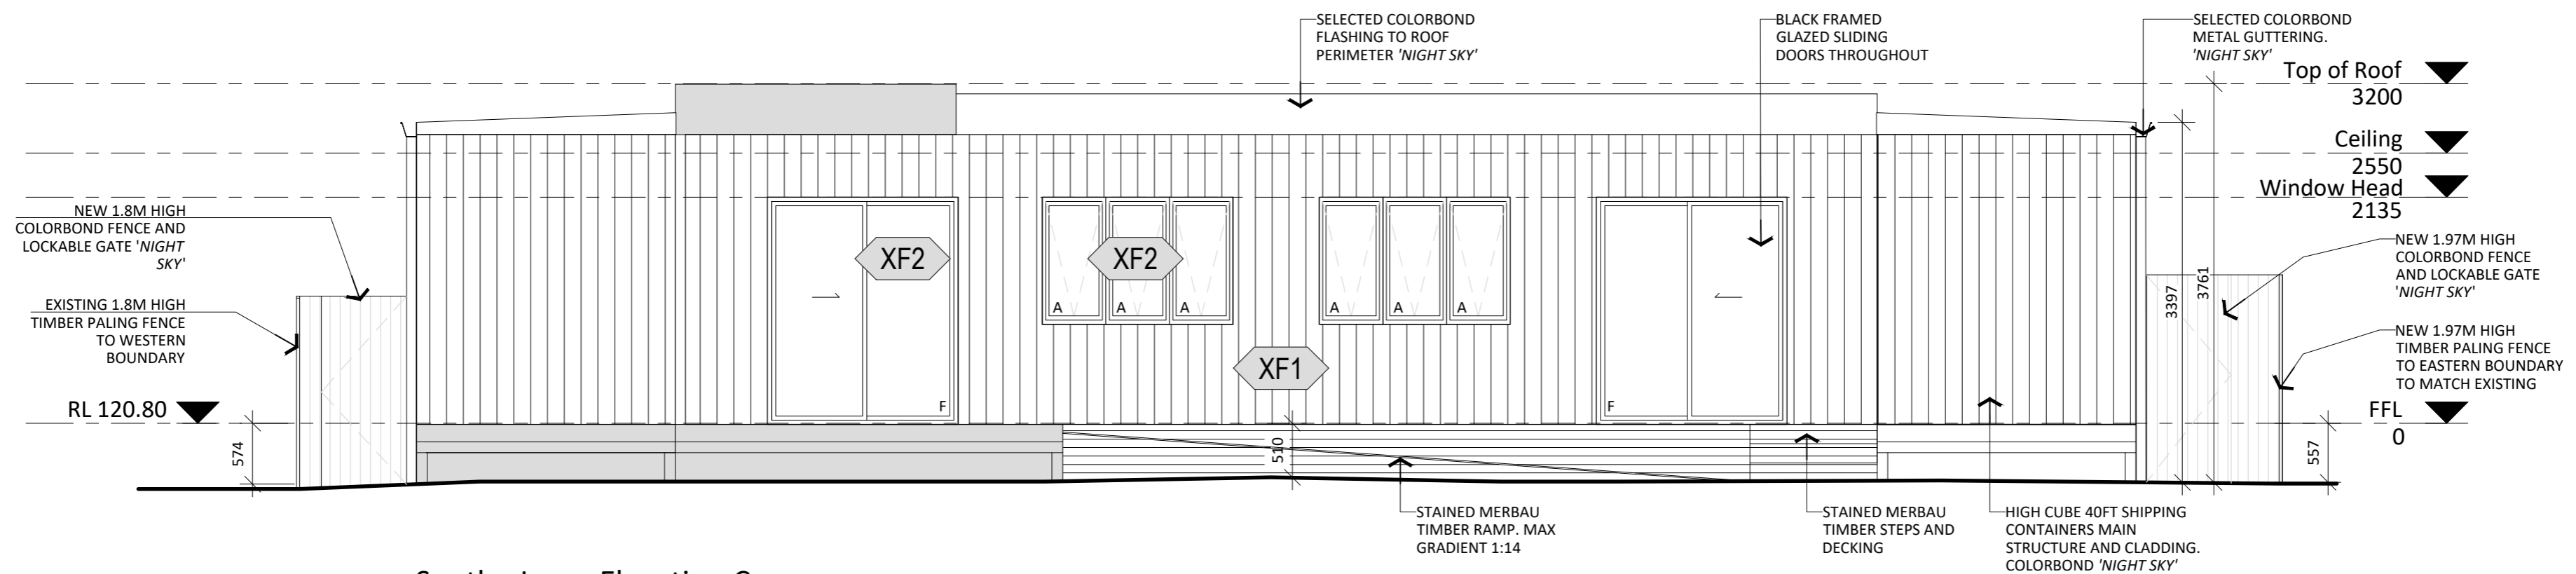 SELECTED COLORBOND
FLASHING TO ROOF
PERIMETER 'NIGHT SKY'
BLACK FRAMED
GLAZED SLIDING
DOORS THROUGHOUT
SELECTED COLORBOND
METAL GUTTERING.
'NIGHT SKY'
Top of Roof
3200
Ceiling
2550
Window Head
2135
NEW 1.8M HIGH
COLORBOND FENCE AND
LOCKABLE GATE 'NIGHT
SKY'
EXISTING 1.8M HIGH
TIMBER PALING FENCE
TO WESTERN
BOUNDARY
RL 120.80
574
XF2
F
XF2
A
A
A
XF1
A
A
A
F
510
3397
3761
NEW 1.97M HIGH
COLORBOND FENCE
AND LOCKABLE GATE
'NIGHT SKY'
NEW 1.97M HIGH
TIMBER PALING FENCE
TO EASTERN BOUNDARY
TO MATCH EXISTING
FFL
0
557
STAINED MERBAU
TIMBER RAMP. MAX
GRADIENT 1:14
STAINED MERBAU
TIMBER STEPS AND
DECKING
HIGH CUBE 40FT SHIPPING
CONTAINERS MAIN
STRUCTURE AND CLADDING.
COLORBOND 'NIGHT SKY'